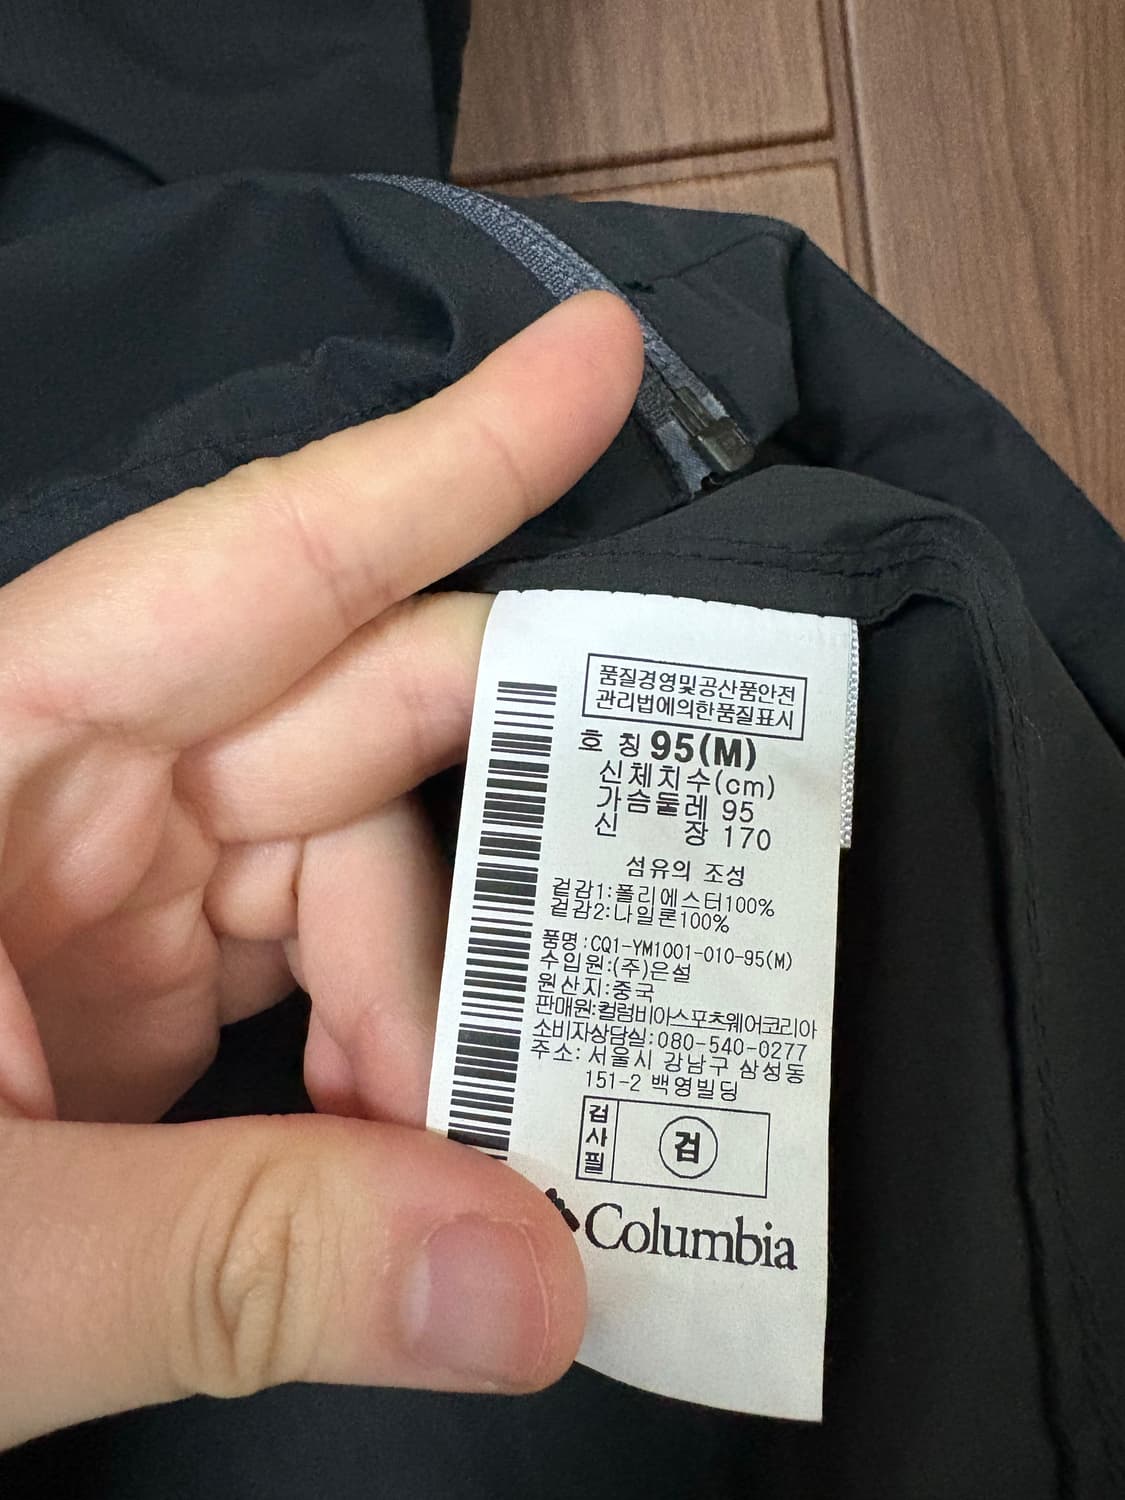 품질경영및공산품안전
관리법에의한품질표시
호 칭 95(M)
신체치수(cm)
가슴둘레 95
신 장 170
섬유의 조성
겉감1:폴리에스터100%
겉감2:나일론100%
품명:CQ1-YM1001-010-95(M)
수입원:(주)은설
원산지:중국
판매원:컬럼비아스포츠웨어코리아
소비자상담실:080-540-0277
주소: 서울시 강남구 삼성동
151-2 백영빌딩
검사필
검
Columbia